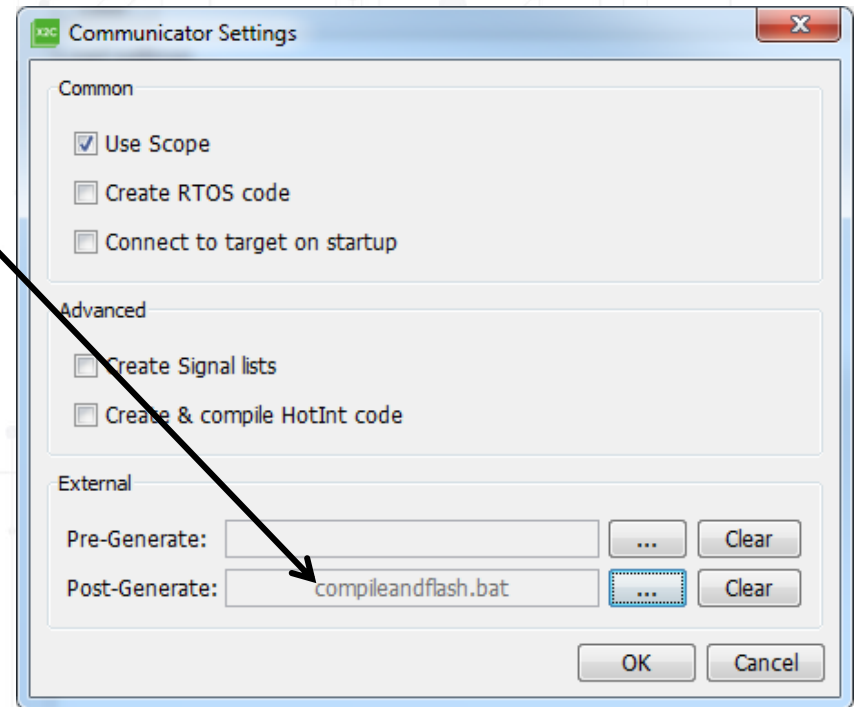 X2C Communicator Settings
Common
Use Scope
Create RTOS code
Connect to target on startup
Advanced
Create Signal lists
Create & compile HotInt code
External
Pre-Generate: ... Clear
Post-Generate: compileandflash.bat ... Clear
OK Cancel